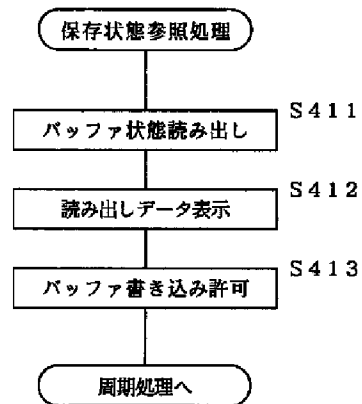 保存状態参照処理
S411
バッファ状態読み出し
S412
読み出しデータ表示
S413
バッファ書き込み許可
周期処理へ